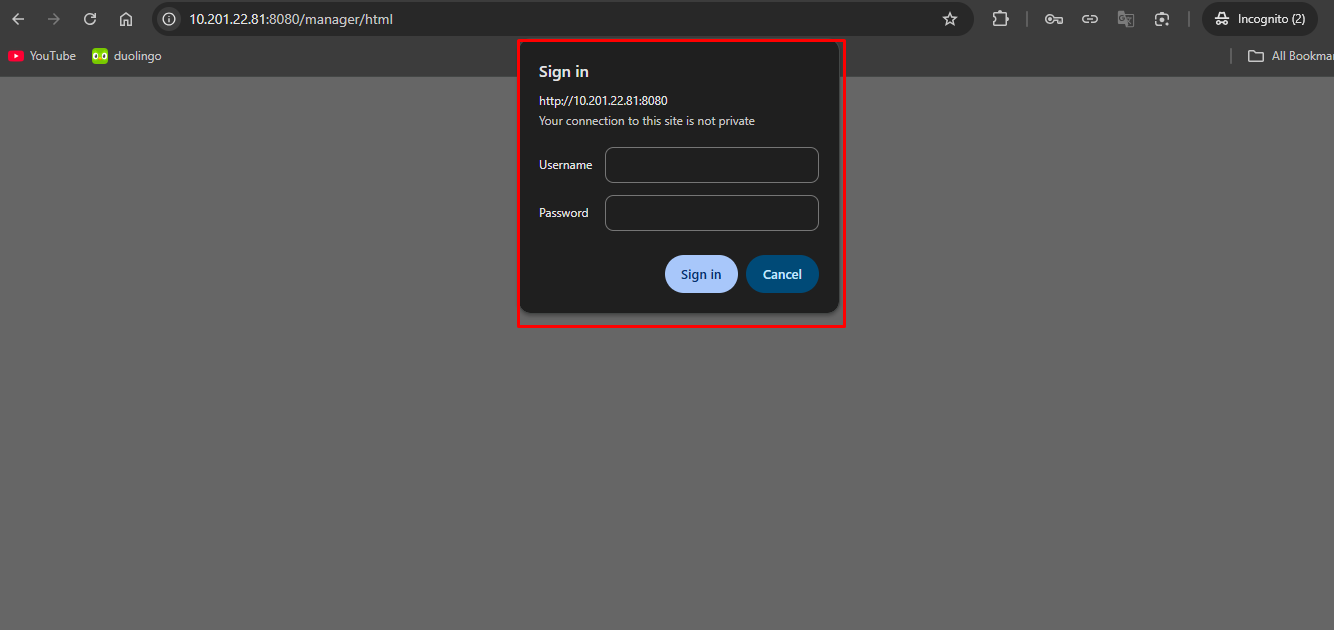 10.201.22.81:8080/manager/html
Incognito (2)
YouTube
duolingo
All Bookmar
Sign in
http://10.201.22.81:8080
Your connection to this site is not private
Username
Password
Sign in
Cancel